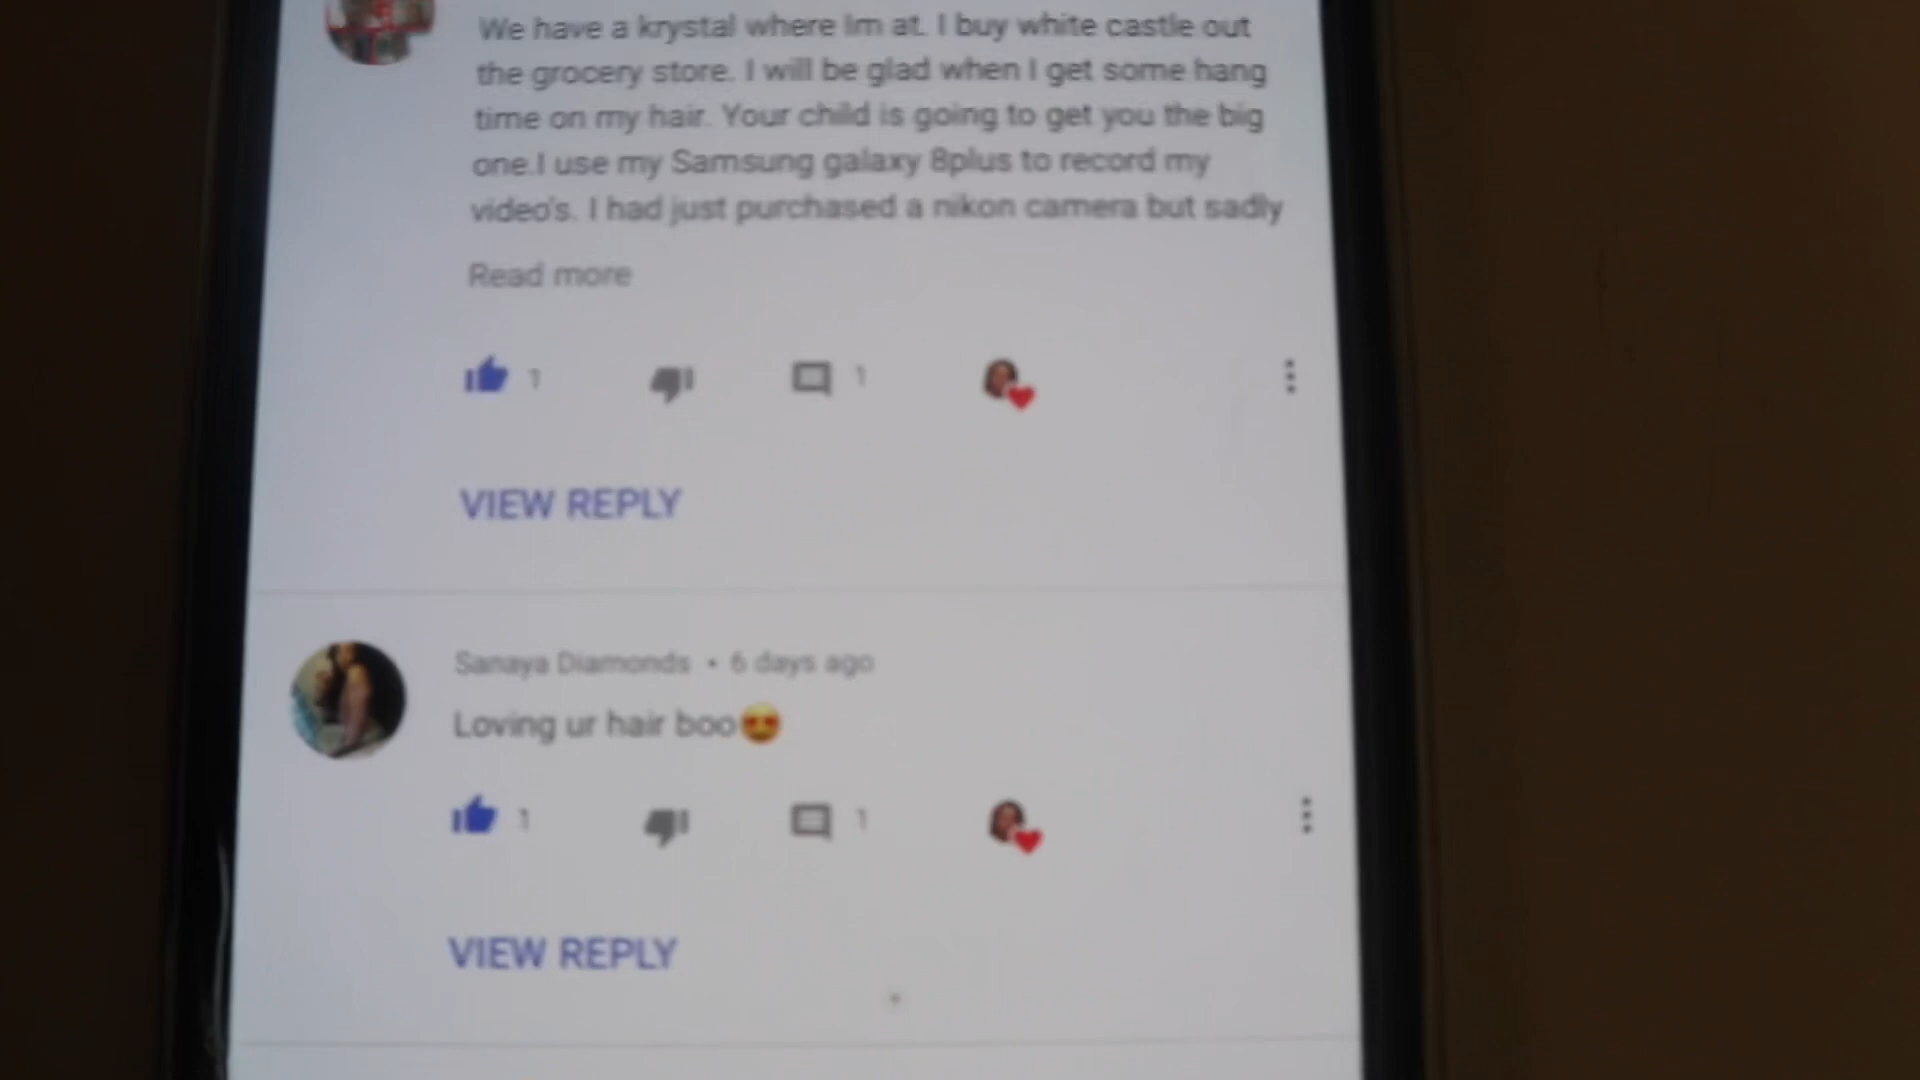 We have a krystal where Im at. I buy white castle out
the grocery store. I will be glad when I get some hang
time on my hair. Your child is going to get you the big
one.I use my Samsung galaxy 8plus to record my
video's. I had just purchased a nikon camera but sadly
Read more
1
1
VIEW REPLY
Sanaya Diamonds • 6 days ago
Loving ur hair boo😍
1
1
VIEW REPLY